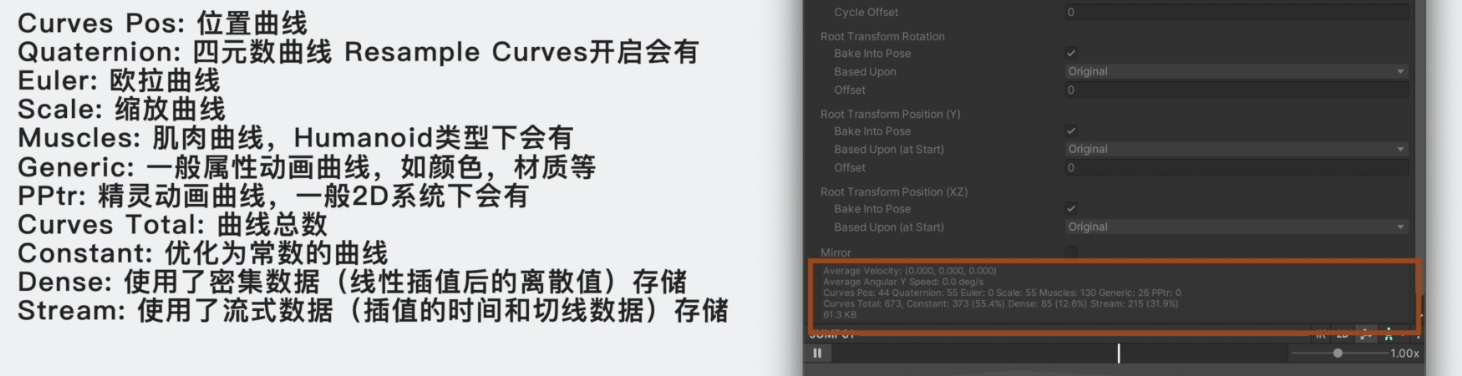 Curves Pos: 位置曲线
Quaternion: 四元数曲线 Resample Curves开启会有
Euler: 欧拉曲线
Scale: 缩放曲线
Muscles: 肌肉曲线，Humanoid类型下会有
Generic: 一般属性动画曲线，如颜色，材质等
PPtr: 精灵动画曲线，一般2D系统下会有
Curves Total: 曲线总数
Constant: 优化为常数的曲线
Dense: 使用了密集数据（线性插值后的离散值）存储
Stream: 使用了流式数据（插值的时间和切线数据）存储
Cycle Offset 0
Root Transform Rotation
Bake Into Pose
Based Upon Original
Offset 0
Root Transform Position (Y)
Bake Into Pose
Based Upon (at Start) Original
Offset 0
Root Transform Position (XZ)
Bake Into Pose
Based Upon (at Start) Original
Mirror
Average Velocity: (0.000, 0.000, 0.000)
Average Angular Y Speed: 0.0 deg/s
Curves Pos: 44 Quaternion: 55 Euler: 0 Scale: 55 Muscles: 130 Generic: 26 PPtr: 0
Curves Total: 673, Constant: 373 (55.4%) Dense: 85 (12.6%) Stream: 215 (31.9%)
61.3 KB
1.00x